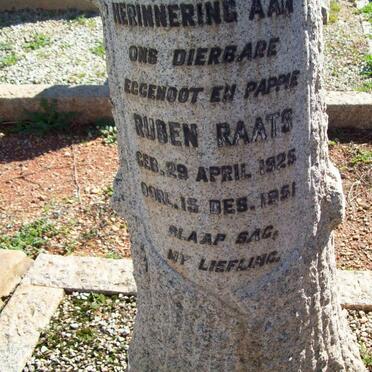 HERINNERING AAN
ONS DIERBARE
EGGENOOT EN PAPPIE
RUBEN RAATS
GEB. 29 APRIL 1925
OORL. 15 DES. 1951
SLAAP SAG,
MY LIEFLING.